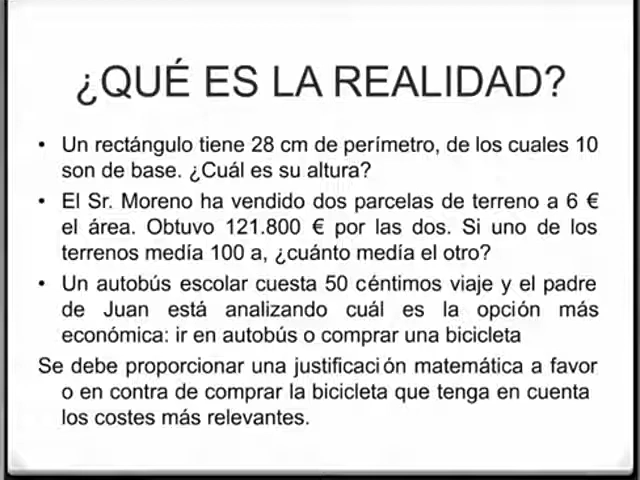 ¿QUÉ ES LA REALIDAD?
• Un rectángulo tiene 28 cm de perímetro, de los cuales 10
son de base. ¿Cuál es su altura?
• El Sr. Moreno ha vendido dos parcelas de terreno a 6 €
el área. Obtuvo 121.800 € por las dos. Si uno de los
terrenos medía 100 a, ¿cuánto medía el otro?
• Un autobús escolar cuesta 50 céntimos viaje y el padre
de Juan está analizando cuál es la opción más
económica: ir en autobús o comprar una bicicleta
Se debe proporcionar una justificación matemática a favor
o en contra de comprar la bicicleta que tenga en cuenta
los costes más relevantes.